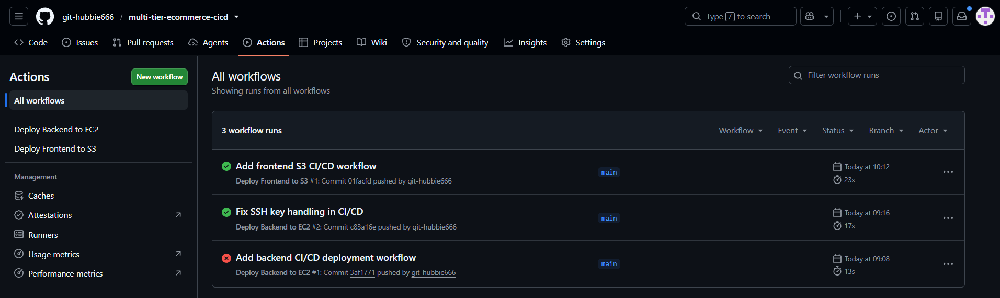 git-hubbie666 / multi-tier-ecommerce-cicd
Type / to search
Code
Issues
Pull requests
Agents
Actions
Projects
Wiki
Security and quality
Insights
Settings
Actions
New workflow
All workflows
Deploy Backend to EC2
Deploy Frontend to S3
Management
Caches
Attestations
Runners
Usage metrics
Performance metrics
All workflows
Showing runs from all workflows
Filter workflow runs
3 workflow runs
Workflow
Event
Status
Branch
Actor
Add frontend S3 CI/CD workflow
Deploy Frontend to S3 #1: Commit 01facfd pushed by git-hubbie666
main
Today at 10:12
23s
Fix SSH key handling in CI/CD
Deploy Backend to EC2 #2: Commit c83a16e pushed by git-hubbie666
main
Today at 09:16
17s
Add backend CI/CD deployment workflow
Deploy Backend to EC2 #1: Commit 3af1771 pushed by git-hubbie666
main
Today at 09:08
13s